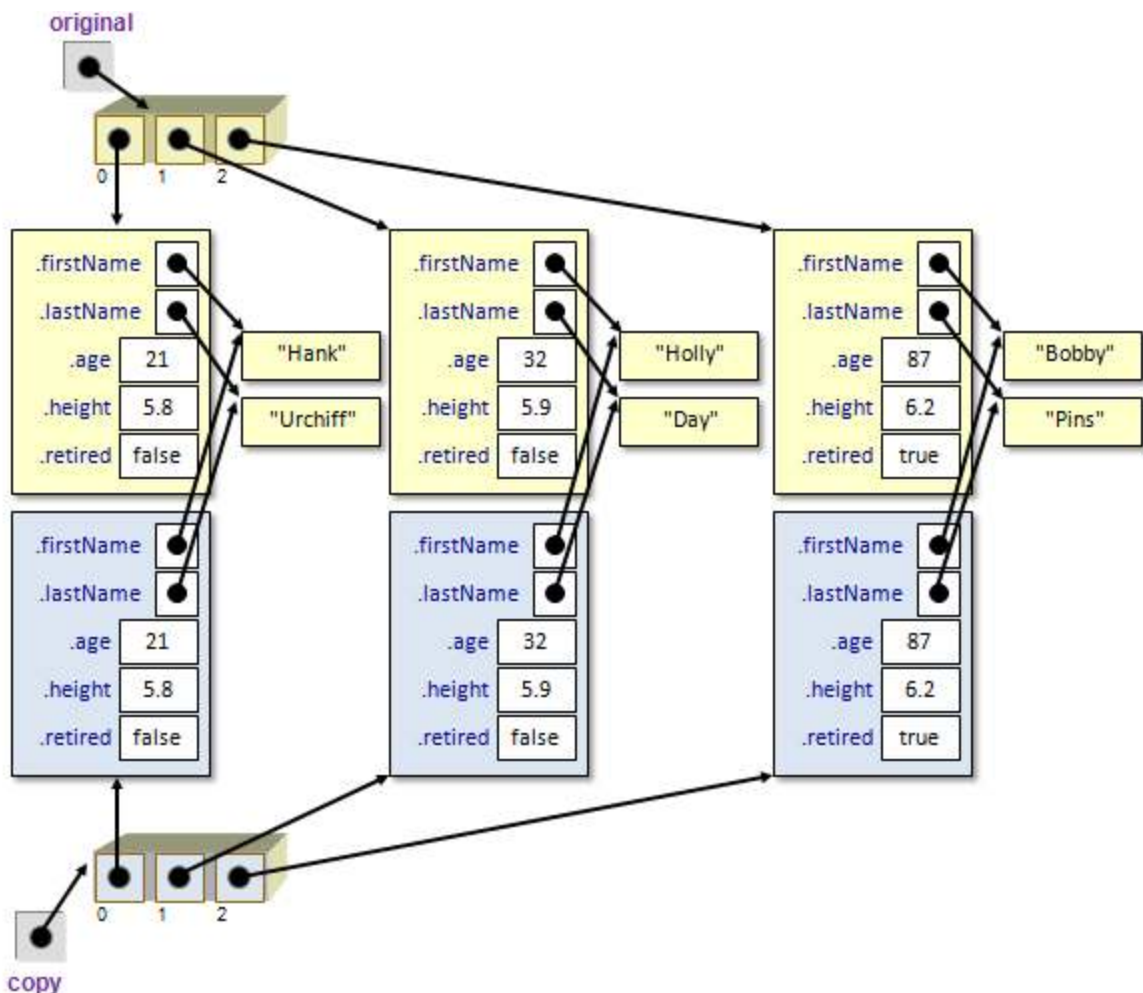 original
0 1 2
.firstName .firstName .firstName
.lastName .lastName .lastName
"Hank" "Holly" "Bobby"
.age 21 .age 32 .age 87
.height 5.8 .height 5.9 .height 6.2
"Urchiff" "Day" "Pins"
.retired false .retired false .retired true
.firstName .firstName .firstName
.lastName .lastName .lastName
.age 21 .age 32 .age 87
.height 5.8 .height 5.9 .height 6.2
.retired false .retired false .retired true
0 1 2
copy